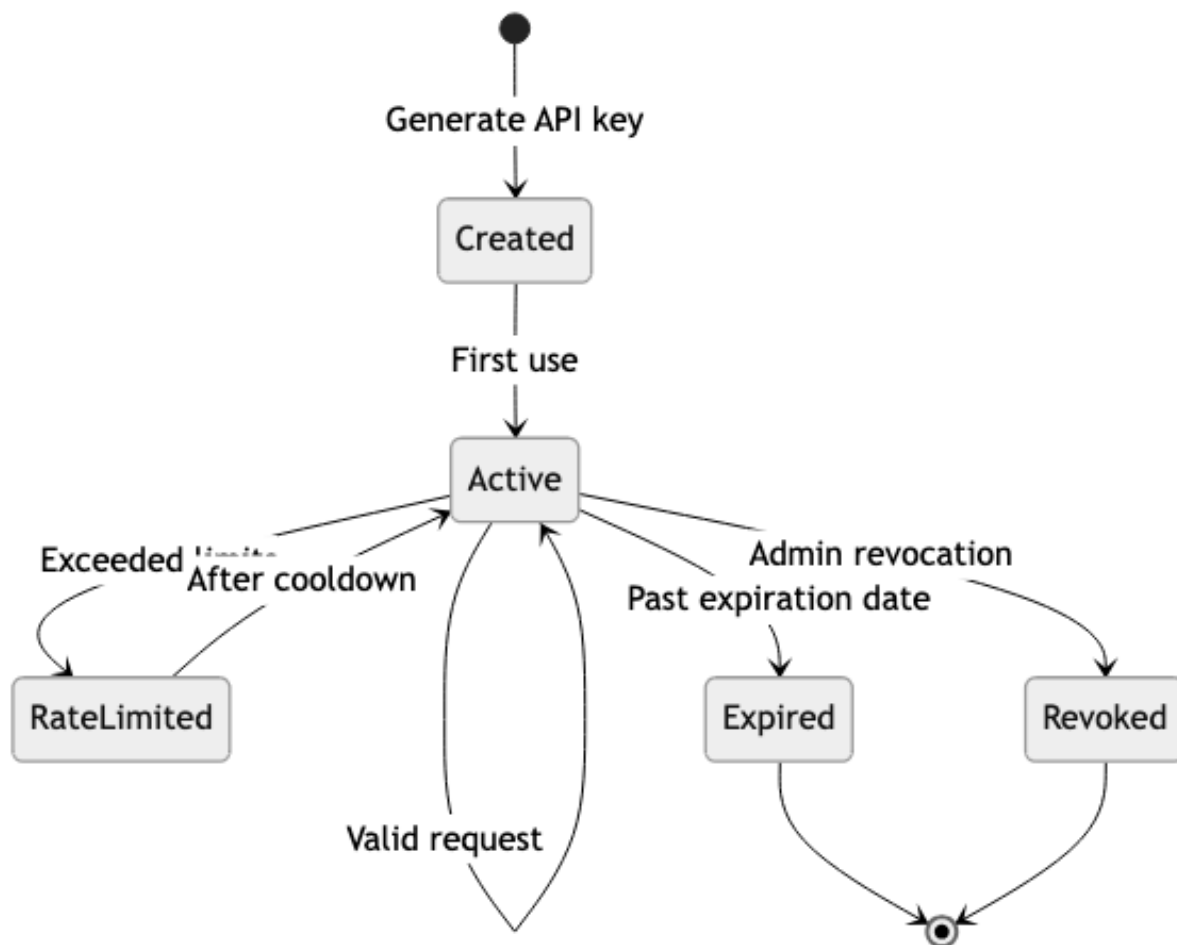 Generate API key
Created
First use
Active
Exceeded
After cooldown
Admin revocation
Past expiration date
RateLimited
Expired
Revoked
Valid request